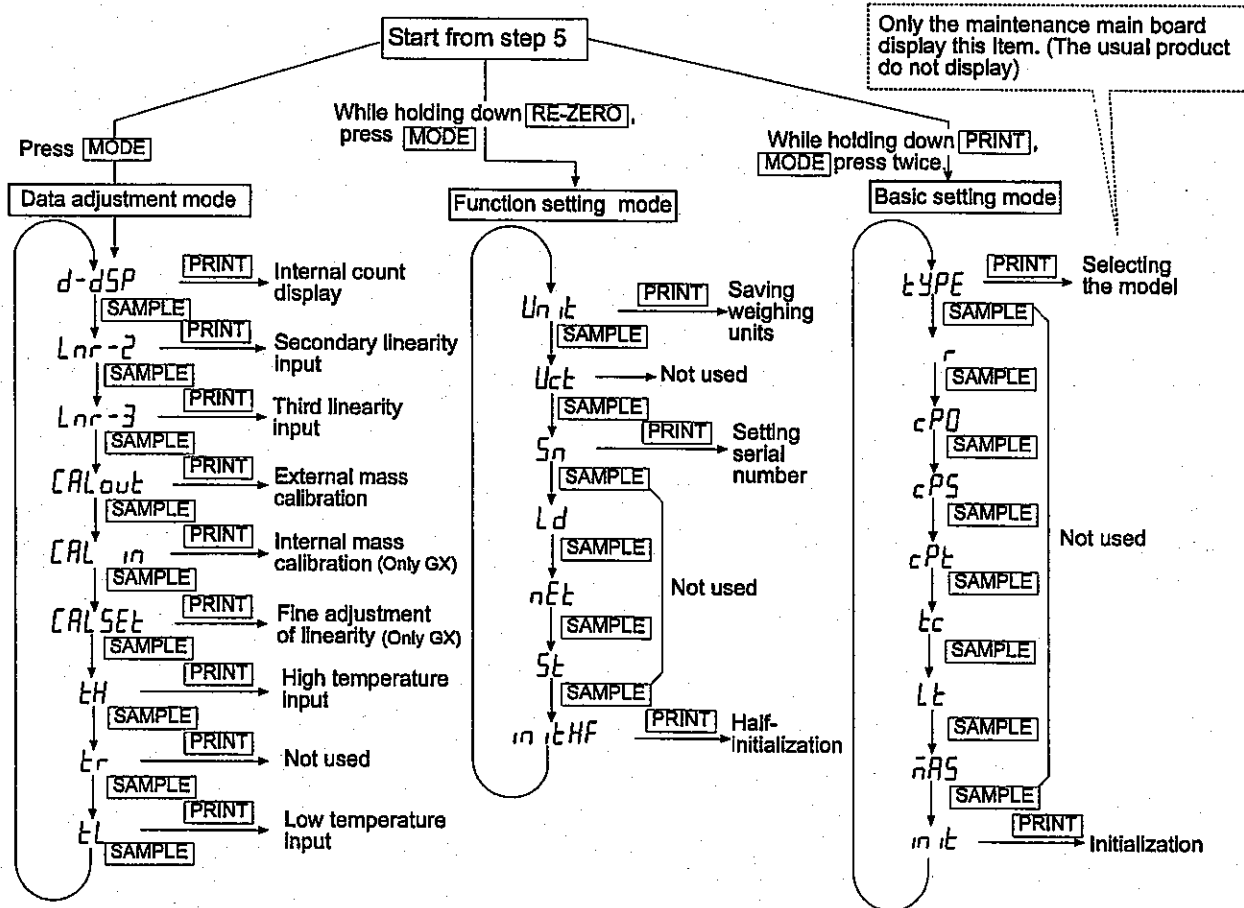 Start from step 5
Only the maintenance main board
display this Item. (The usual product
do not display)
Press MODE
While holding down RE-ZERO,
press MODE
While holding down PRINT,
MODE press twice.
Data adjustment mode
d-dSP
PRINT
Internal count
display
SAMPLE
Lnr-2
PRINT
Secondary linearity
input
SAMPLE
Lnr-3
PRINT
Third linearity
input
SAMPLE
CALout
PRINT
External mass
calibration
SAMPLE
CAL in
PRINT
Internal mass
calibration (Only GX)
SAMPLE
CALSEt
PRINT
Fine adjustment
of linearity (Only GX)
SAMPLE
tH
PRINT
High temperature
input
SAMPLE
tr
PRINT
Not used
SAMPLE
tL
PRINT
Low temperature
input
SAMPLE
Function setting mode
Unit
PRINT
Saving
weighing
units
SAMPLE
Uct
Not used
SAMPLE
Sn
PRINT
Setting
serial
number
SAMPLE
Ld
SAMPLE
nEt
Not used
SAMPLE
St
SAMPLE
initHF
PRINT
Half-
initialization
Basic setting mode
tYPE
PRINT
Selecting
the model
SAMPLE
r
SAMPLE
cP0
SAMPLE
cPS
SAMPLE
Not used
cPt
SAMPLE
tc
SAMPLE
Lt
SAMPLE
m̄AS
SAMPLE
init
PRINT
Initialization